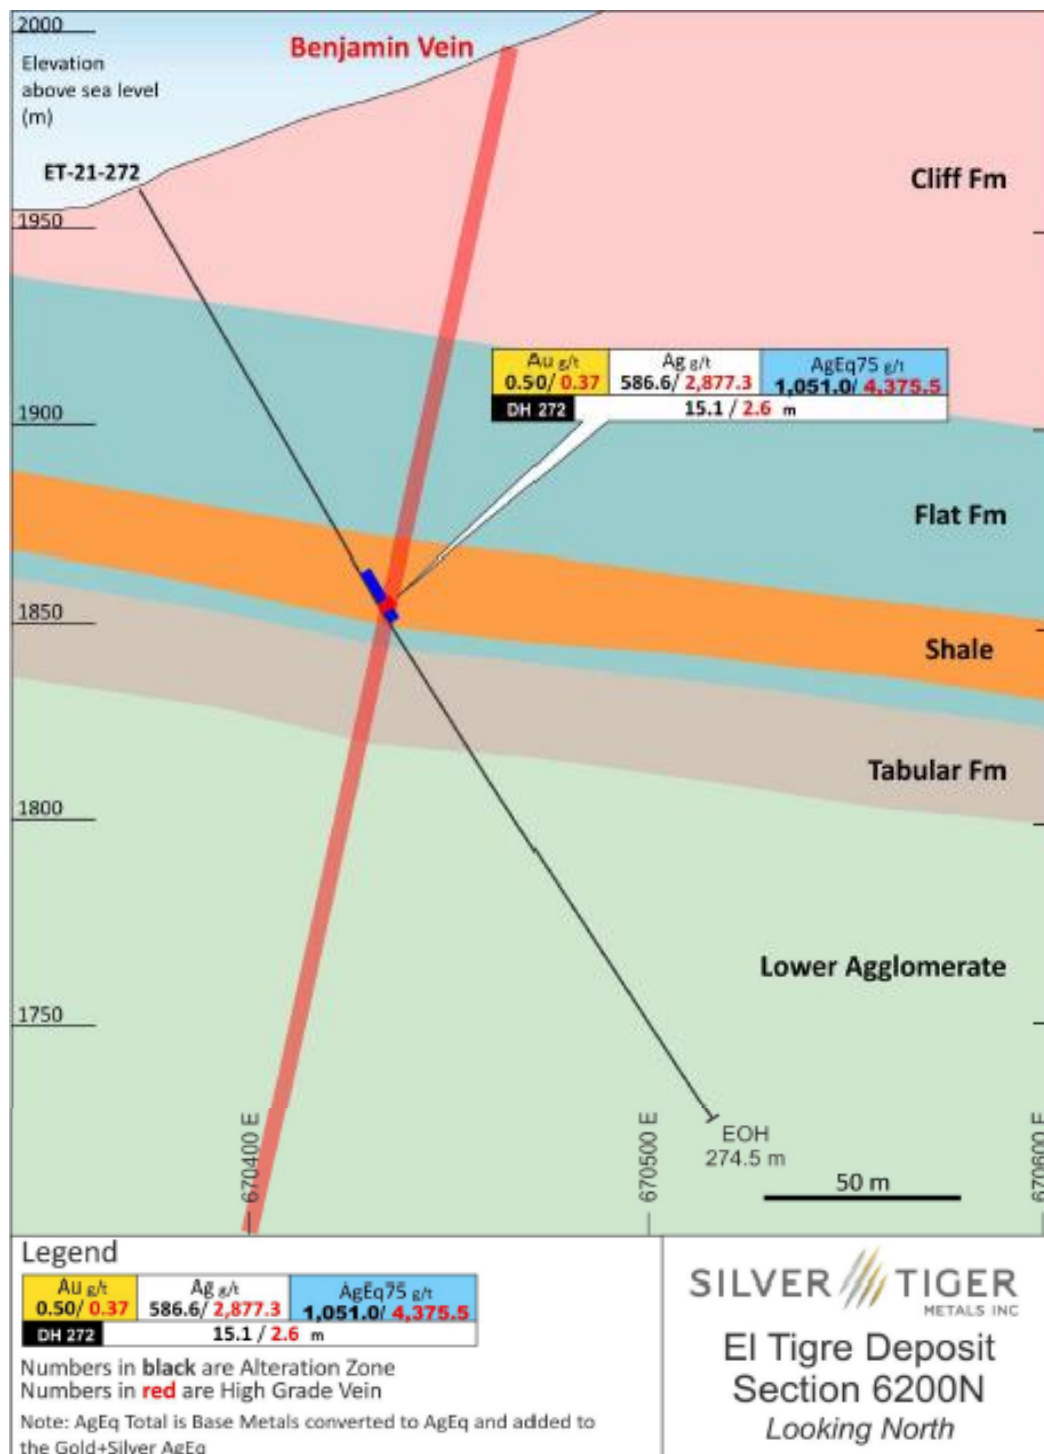 2000
Benjamin Vein
Elevation
above sea level
(m)
ET-21-272
Cliff Fm
1950
Au g/t Ag g/t AgEq75 g/t
0.50/ 0.37 586.6/ 2,877.3 1,051.0/ 4,375.5
DH 272 15.1 / 2.6 m
1900
Flat Fm
1850
Shale
Tabular Fm
1800
Lower Agglomerate
1750
670400 E
670500 E
670600 E
EOH
274.5 m
50 m
Legend
Au g/t Ag g/t AgEq75 g/t
0.50/ 0.37 586.6/ 2,877.3 1,051.0/ 4,375.5
DH 272 15.1 / 2.6 m
Numbers in black are Alteration Zone
Numbers in red are High Grade Vein
Note: AgEq Total is Base Metals converted to AgEq and added to
the Gold+Silver AgEq
SILVER TIGER
METALS INC
El Tigre Deposit
Section 6200N
Looking North